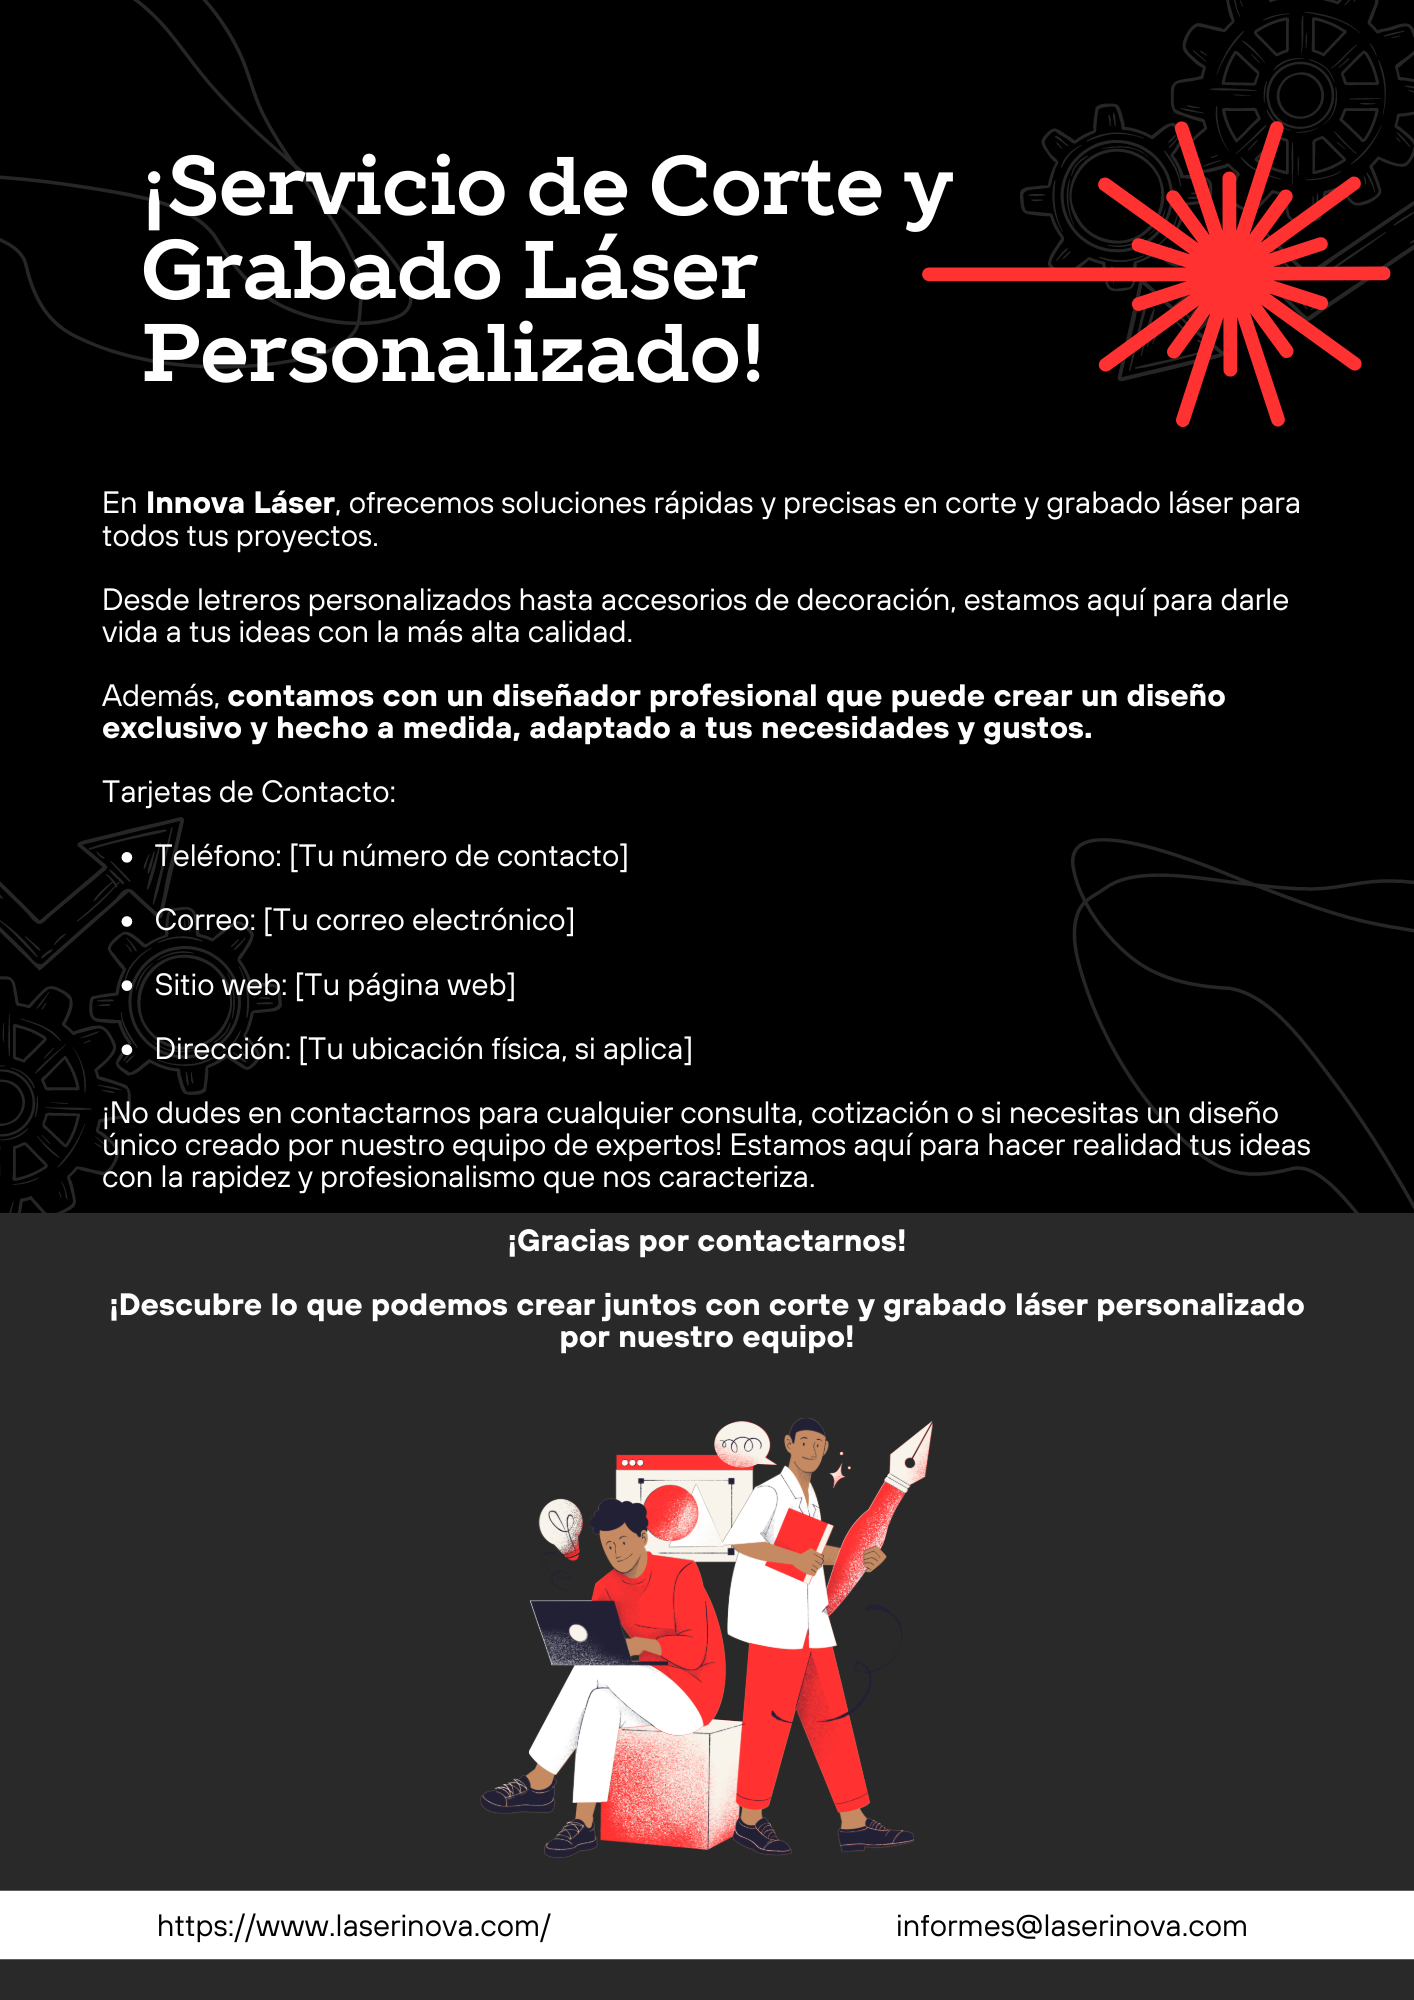 ¡Servicio de Corte y
Grabado Láser
Personalizado!
En Innova Láser, ofrecemos soluciones rápidas y precisas en corte y grabado láser para
todos tus proyectos.
Desde letreros personalizados hasta accesorios de decoración, estamos aquí para darle
vida a tus ideas con la más alta calidad.
Además, contamos con un diseñador profesional que puede crear un diseño
exclusivo y hecho a medida, adaptado a tus necesidades y gustos.
Tarjetas de Contacto:
• Teléfono: [Tu número de contacto]
• Correo: [Tu correo electrónico]
• Sitio web: [Tu página web]
• Dirección: [Tu ubicación física, si aplica]
¡No dudes en contactarnos para cualquier consulta, cotización o si necesitas un diseño
único creado por nuestro equipo de expertos! Estamos aquí para hacer realidad tus ideas
con la rapidez y profesionalismo que nos caracteriza.
¡Gracias por contactarnos!
¡Descubre lo que podemos crear juntos con corte y grabado láser personalizado
por nuestro equipo!
https://www.laserinova.com/
informes@laserinova.com